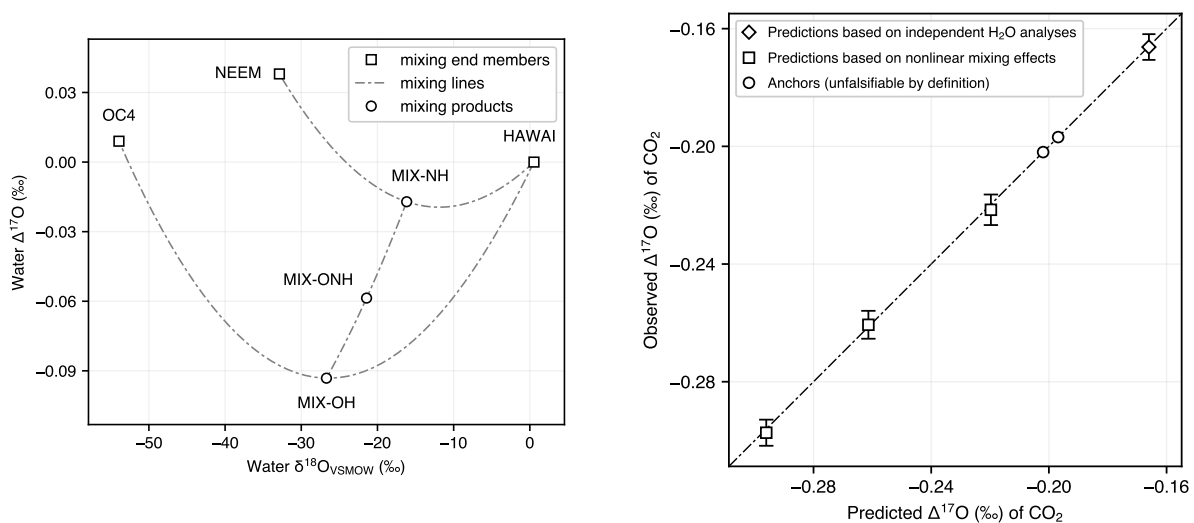 NEEM
OC4
HAWAI
MIX-NH
MIX-ONH
MIX-OH
mixing end members
mixing lines
mixing products
0.03
0.00
−0.03
−0.06
−0.09
Water Δ¹⁷O (‰)
−50 −40 −30 −20 −10 0
Water δ¹⁸O_VSMOW (‰)
Predictions based on independent H₂O analyses
Predictions based on nonlinear mixing effects
Anchors (unfalsifiable by definition)
−0.16
−0.20
−0.24
−0.28
Observed Δ¹⁷O (‰) of CO₂
−0.28 −0.24 −0.20 −0.16
Predicted Δ¹⁷O (‰) of CO₂